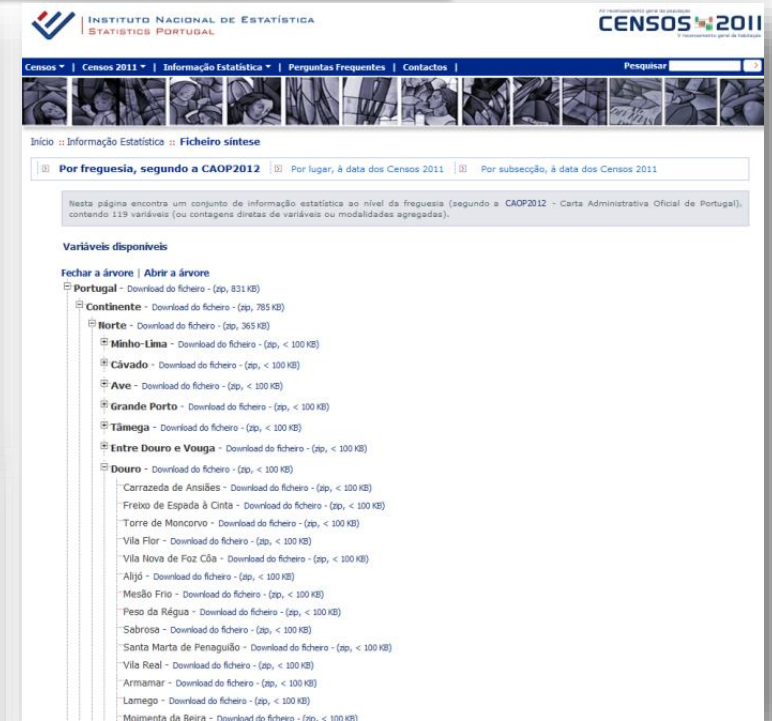 INSTITUTO NACIONAL DE ESTATÍSTICA
STATISTICS PORTUGAL
XV recenseamento geral da população
CENSOS 2011
V recenseamento geral da habitação
Censos | Censos 2011 | Informação Estatística | Perguntas Frequentes | Contactos | Pesquisar
Início :: Informação Estatística :: Ficheiro síntese
Por freguesia, segundo a CAOP2012 Por lugar, à data dos Censos 2011 Por subsecção, à data dos Censos 2011
Nesta página encontra um conjunto de informação estatística ao nível da freguesia (segundo a CAOP2012 - Carta Administrativa Oficial de Portugal),
contendo 119 variáveis (ou contagens diretas de variáveis ou modalidades agregadas).
Variáveis disponíveis
Fechar a árvore | Abrir a árvore
Portugal - Download do ficheiro - (zip, 831 KB)
Continente - Download do ficheiro - (zip, 785 KB)
Norte - Download do ficheiro - (zip, 365 KB)
Minho-Lima - Download do ficheiro - (zip, < 100 KB)
Cávado - Download do ficheiro - (zip, < 100 KB)
Ave - Download do ficheiro - (zip, < 100 KB)
Grande Porto - Download do ficheiro - (zip, < 100 KB)
Tâmega - Download do ficheiro - (zip, < 100 KB)
Entre Douro e Vouga - Download do ficheiro - (zip, < 100 KB)
Douro - Download do ficheiro - (zip, < 100 KB)
Carrazeda de Ansiães - Download do ficheiro - (zip, < 100 KB)
Freixo de Espada à Cinta - Download do ficheiro - (zip, < 100 KB)
Torre de Moncorvo - Download do ficheiro - (zip, < 100 KB)
Vila Flor - Download do ficheiro - (zip, < 100 KB)
Vila Nova de Foz Côa - Download do ficheiro - (zip, < 100 KB)
Alijó - Download do ficheiro - (zip, < 100 KB)
Mesão Frio - Download do ficheiro - (zip, < 100 KB)
Peso da Régua - Download do ficheiro - (zip, < 100 KB)
Sabrosa - Download do ficheiro - (zip, < 100 KB)
Santa Marta de Penaguião - Download do ficheiro - (zip, < 100 KB)
Vila Real - Download do ficheiro - (zip, < 100 KB)
Armamar - Download do ficheiro - (zip, < 100 KB)
Lamego - Download do ficheiro - (zip, < 100 KB)
Moimenta da Beira - Download do ficheiro - (zip, < 100 KB)